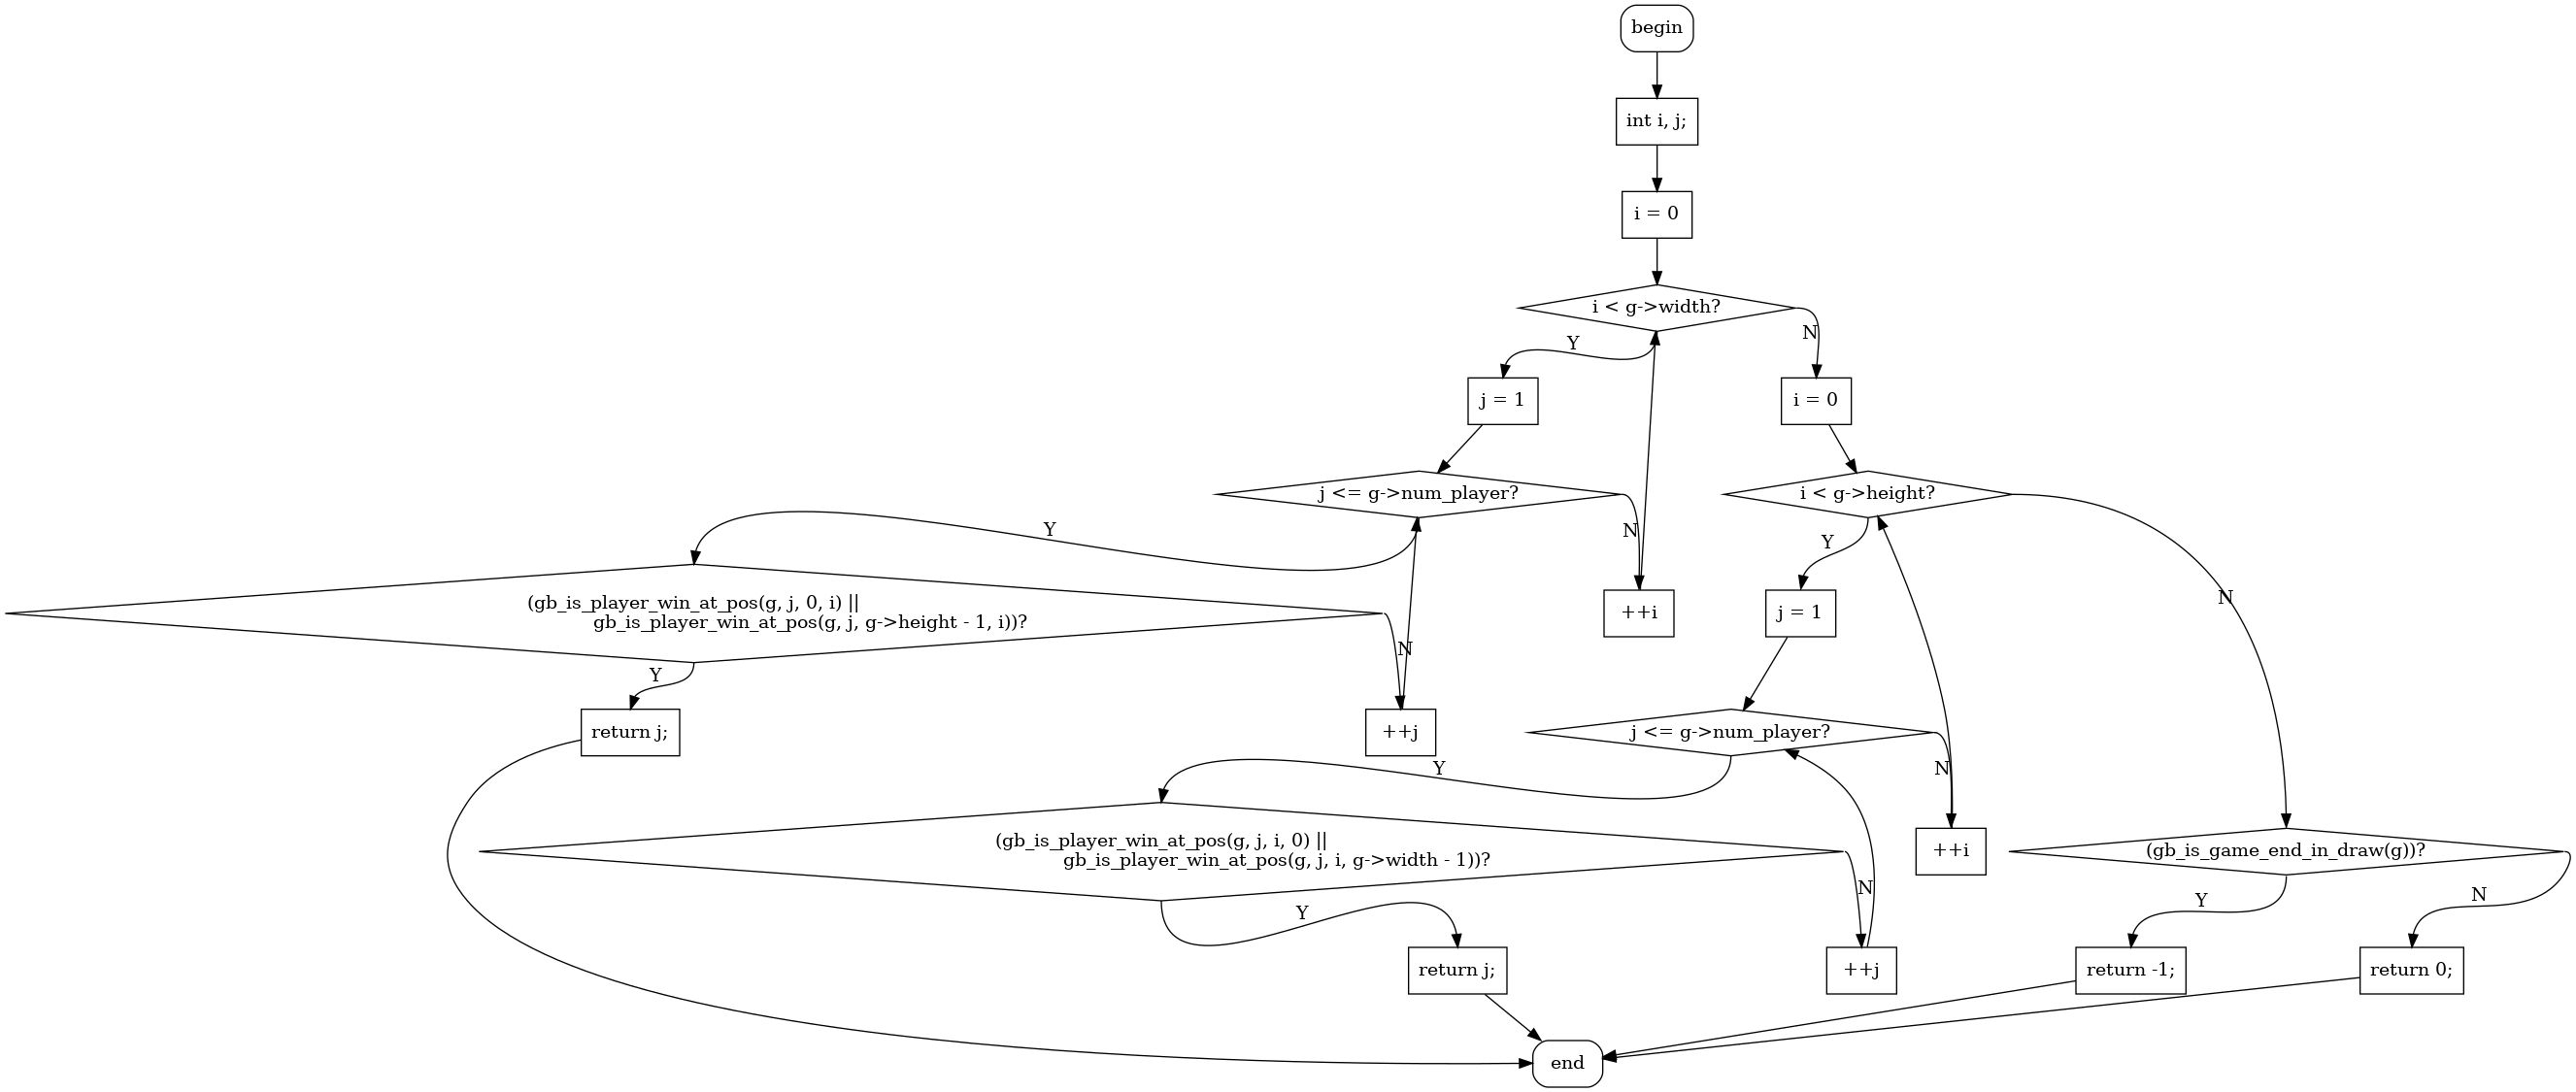 begin
int i, j;
i = 0
i < g->width?
Y
N
j = 1
i = 0
j <= g->num_player?
i < g->height?
Y
N
Y
N
(gb_is_player_win_at_pos(g, j, 0, i) ||
gb_is_player_win_at_pos(g, j, g->height - 1, i))?
++i
j = 1
Y
N
return j;
++j
j <= g->num_player?
Y
N
(gb_is_player_win_at_pos(g, j, i, 0) ||
gb_is_player_win_at_pos(g, j, i, g->width - 1))?
++i
(gb_is_game_end_in_draw(g))?
Y
N
Y
N
return j;
++j
return -1;
return 0;
end